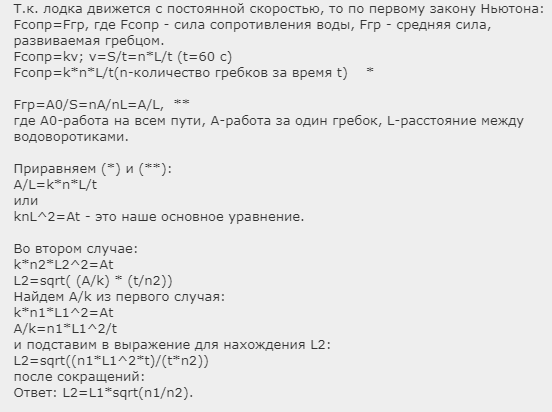 Т.к. лодка движется с постоянной скоростью, то по первому закону Ньютона:
Fсопр=Fгр, где Fсопр - сила сопротивления воды, Fгр - средняя сила,
развиваемая гребцом.
Fсопр=kv; v=S/t=n*L/t (t=60 с)
Fсопр=k*n*L/t(n-количество гребков за время t)    *

Fгр=A0/S=nA/nL=A/L,  **
где А0-работа на всем пути, А-работа за один гребок, L-расстояние между
водоворотиками.

Приравняем (*) и (**):
A/L=k*n*L/t
или
knL^2=At - это наше основное уравнение.

Во втором случае:
k*n2*L2^2=At
L2=sqrt( (A/k) * (t/n2))
Найдем A/k из первого случая:
k*n1*L1^2=At
A/k=n1*L1^2/t
и подставим в выражение для нахождения L2:
L2=sqrt((n1*L1^2*t)/(t*n2))
после сокращений:
Ответ: L2=L1*sqrt(n1/n2).